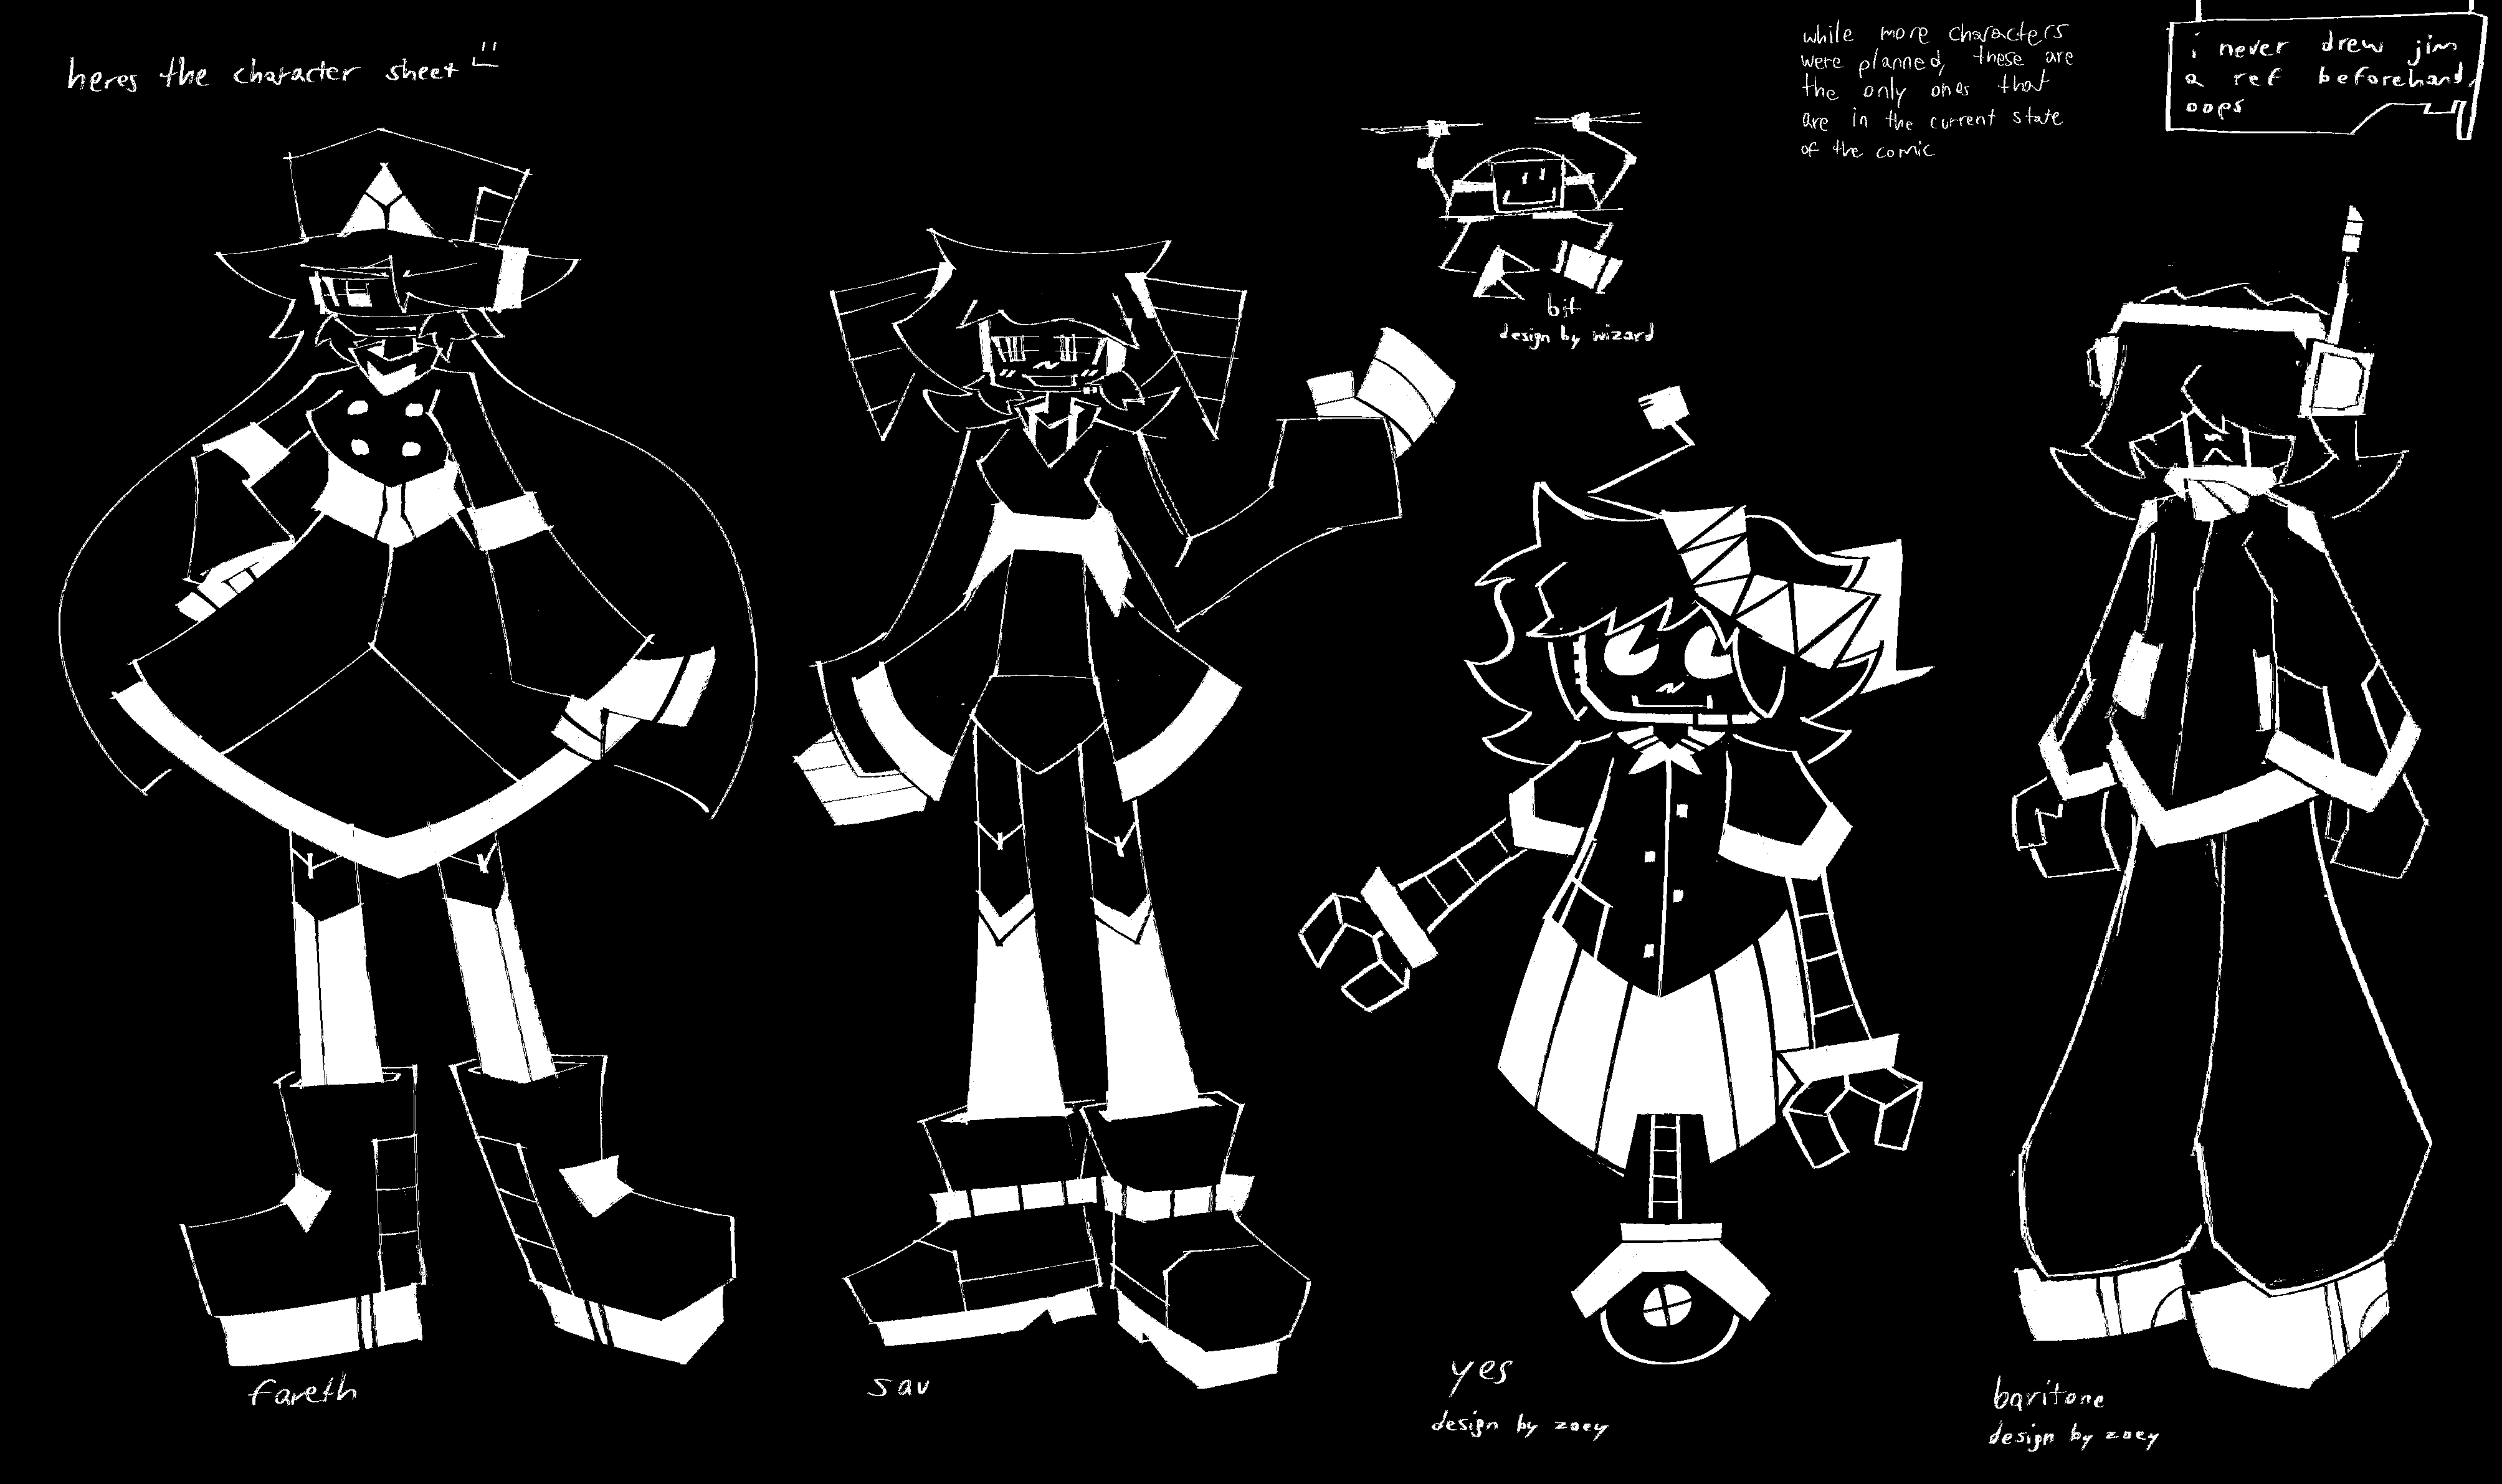 heres the character sheet
while more characters
were planned, these are
the only ones that
are in the current state
of the comic
i never drew jim
a ref beforehand,
oops
bit
design by wizard
fareth
sav
yes
design by zoey
baritone
design by zoey